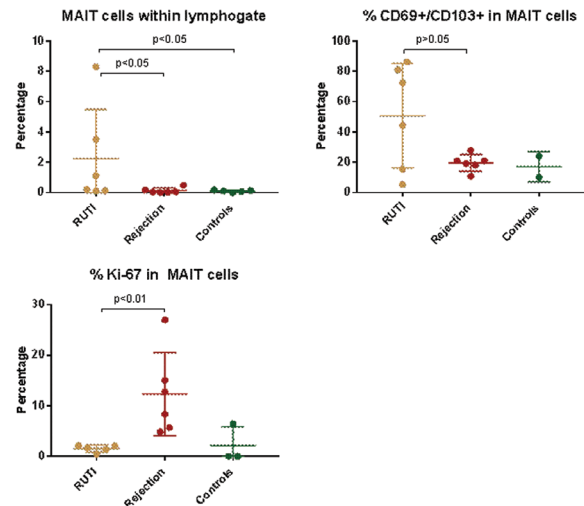 MAIT cells within lymphogate
p<0.05
p<0.05
Percentage
10
8
6
4
2
0
RUTI
Rejection
Controls
% CD69+/CD103+ in MAIT cells
p>0.05
Percentage
100
80
60
40
20
0
RUTI
Rejection
Controls
% Ki-67 in MAIT cells
p<0.01
Percentage
30
20
10
0
RUTI
Rejection
Controls